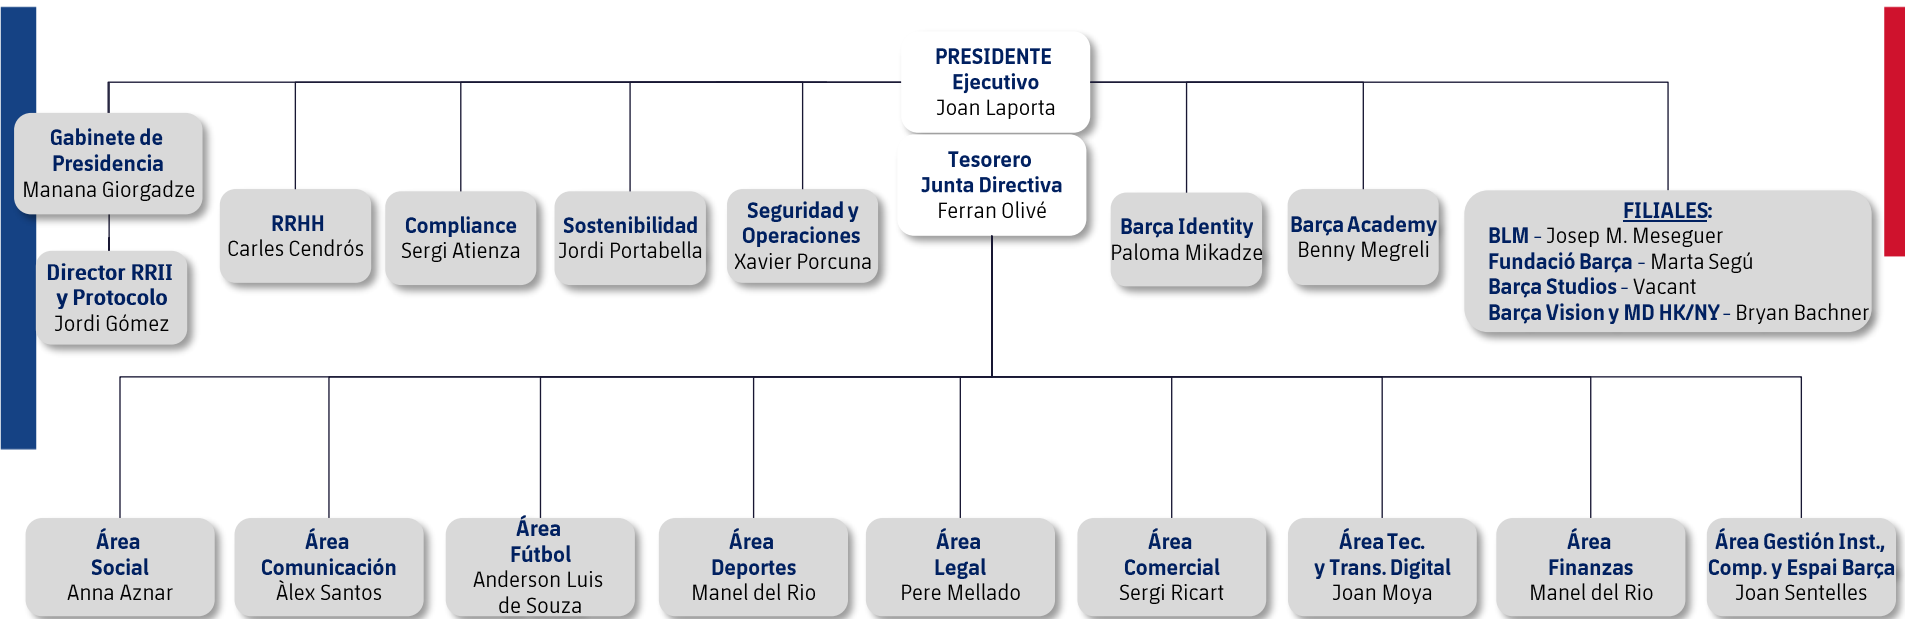 PRESIDENTE
Ejecutivo
Joan Laporta
Tesorero
Junta Directiva
Ferran Olivé
Gabinete de
Presidencia
Manana Giorgadze
Director RRII
y Protocolo
Jordi Gómez
RRHH
Carles Cendrós
Compliance
Sergi Atienza
Sostenibilidad
Jordi Portabella
Seguridad y
Operaciones
Xavier Porcuna
Barça Identity
Paloma Mikadze
Barça Academy
Benny Megreli
FILIALES:
BLM - Josep M. Meseguer
Fundació Barça - Marta Segú
Barça Studios - Vacant
Barça Vision y MD HK/NY - Bryan Bachner
Área
Social
Anna Aznar
Área
Comunicación
Àlex Santos
Área
Fútbol
Anderson Luis
de Souza
Área
Deportes
Manel del Rio
Área
Legal
Pere Mellado
Área
Comercial
Sergi Ricart
Área Tec.
y Trans. Digital
Joan Moya
Área
Finanzas
Manel del Rio
Área Gestión Inst.,
Comp. y Espai Barça
Joan Sentelles